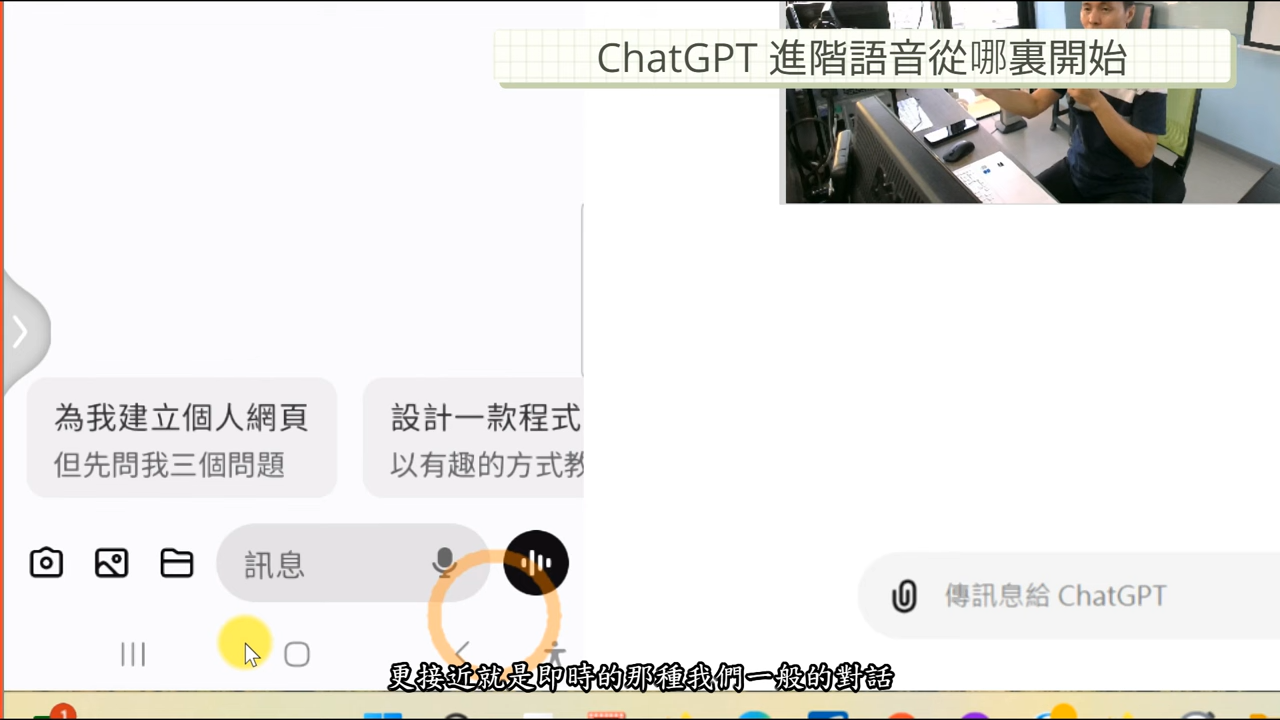 ChatGPT 進階語音從哪裏開始
為我建立個人網頁
但先問我三個問題
設計一款程式
以有趣的方式教
訊息
傳訊息給 ChatGPT
更接近就是即時的那種我們一般的對話
1